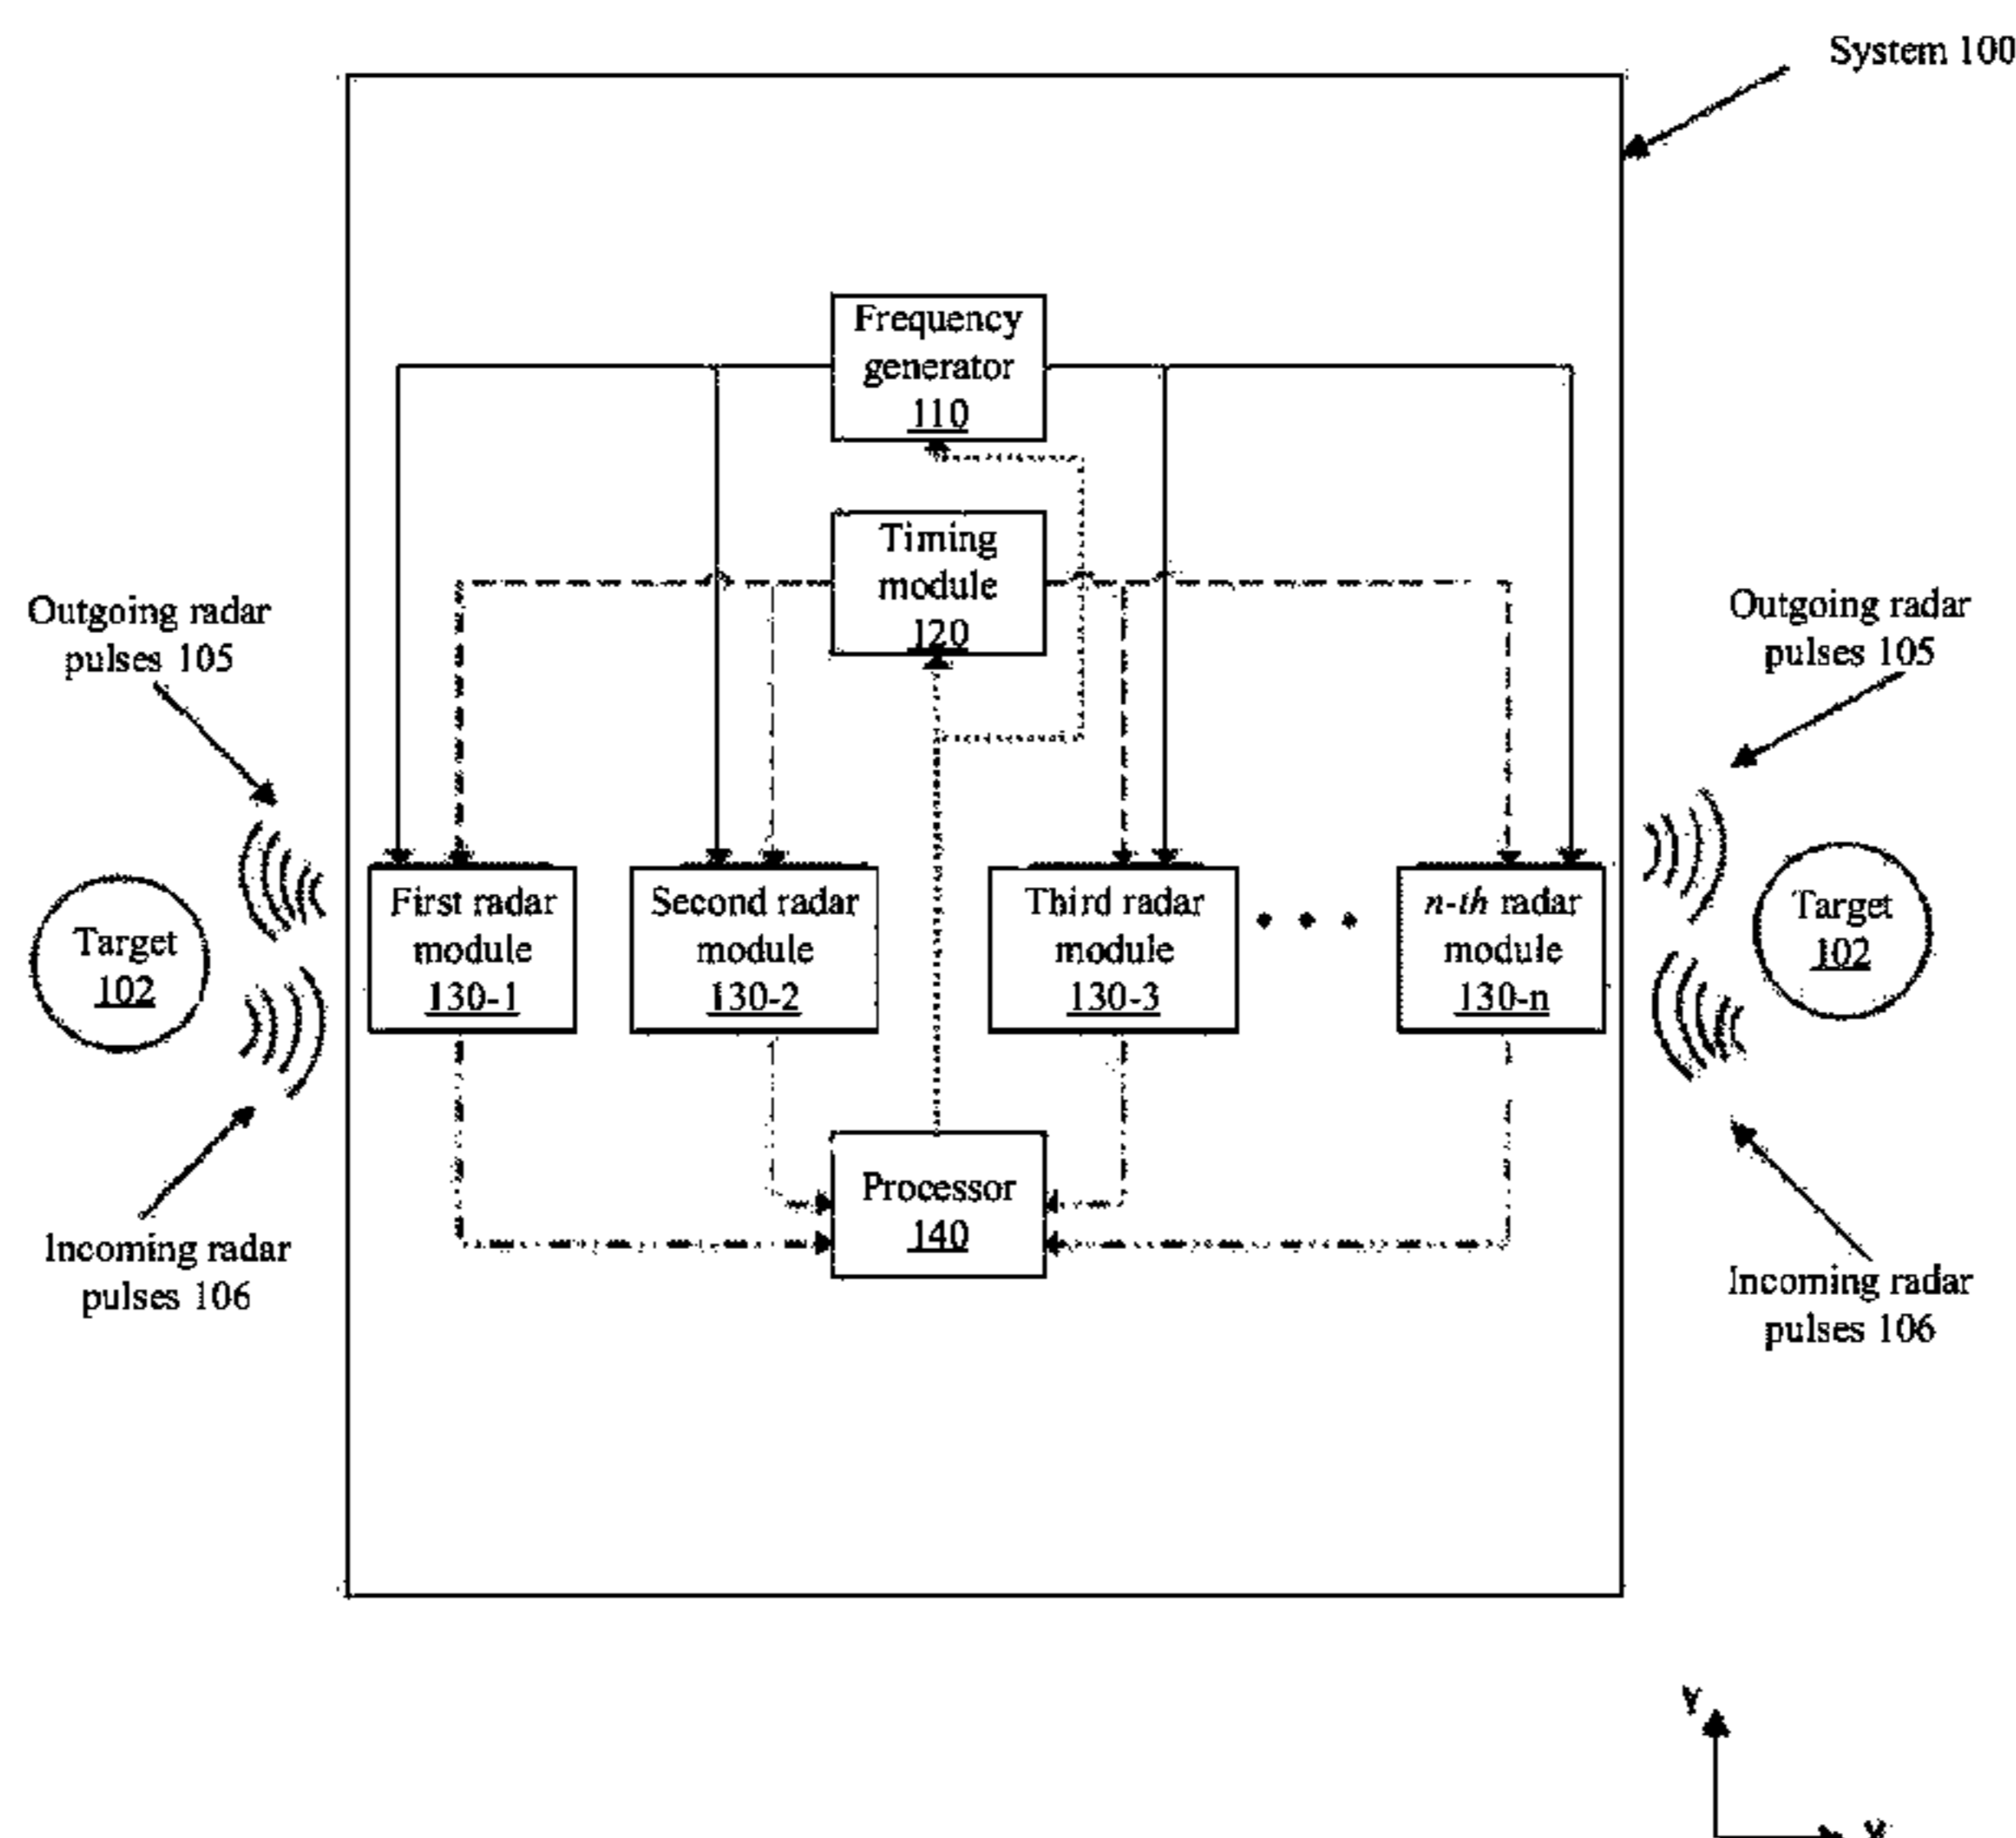 System 100
Frequency
generator
110
Timing
module
120
Outgoing radar
pulses 105
Outgoing radar
pulses 105
Target
102
First radar
module
130-1
Second radar
module
130-2
Third radar
module
130-3
n-th radar
module
130-n
Target
102
Processor
140
Incoming radar
pulses 106
Incoming radar
pulses 106
Y
X